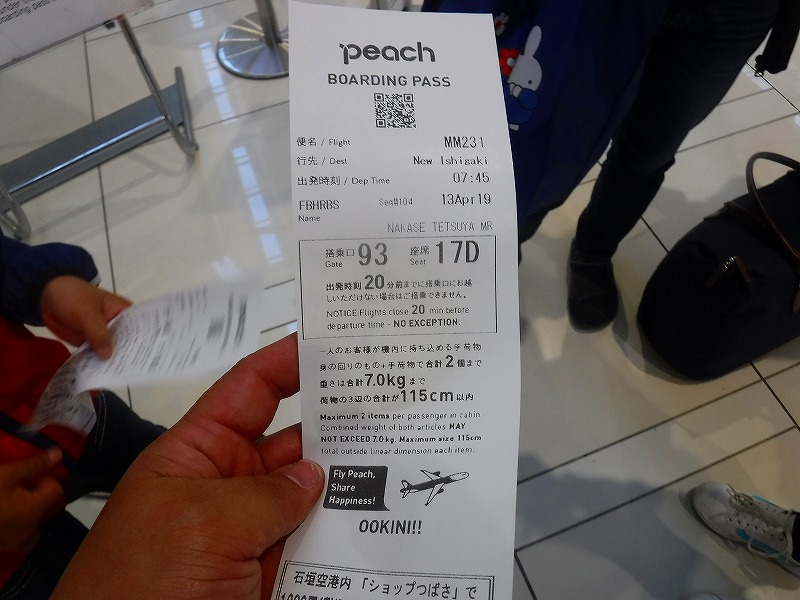 peach
BOARDING PASS
便名 / Flight MM231
行先 / Dest New Ishigaki
出発時刻 / Dep Time 07:45
FBHRBS Seq#104 13Apr19
Name
NAKASE TETSUYA MR
搭乗口 Gate 93 座席 Seat 17D
出発時刻20分前までに搭乗口にお越
しいただけない場合はご搭乗できません。
NOTICE-Flights close 20 min before
departure time - NO EXCEPTION.
一人のお客様が機内に持ち込める手荷物
身の回りのもの+手荷物で合計2個まで
重さは合計7.0kgまで
荷物の3辺の合計が115cm以内
Maximum 2 items per passenger in cabin.
Combined weight of both articles MAY
NOT EXCEED 7.0kg. Maximum size 115cm
total outside linear dimension each item.
Fly Peach,
Share
Happiness!
OOKINI!!
石垣空港内「ショップつばさ」で